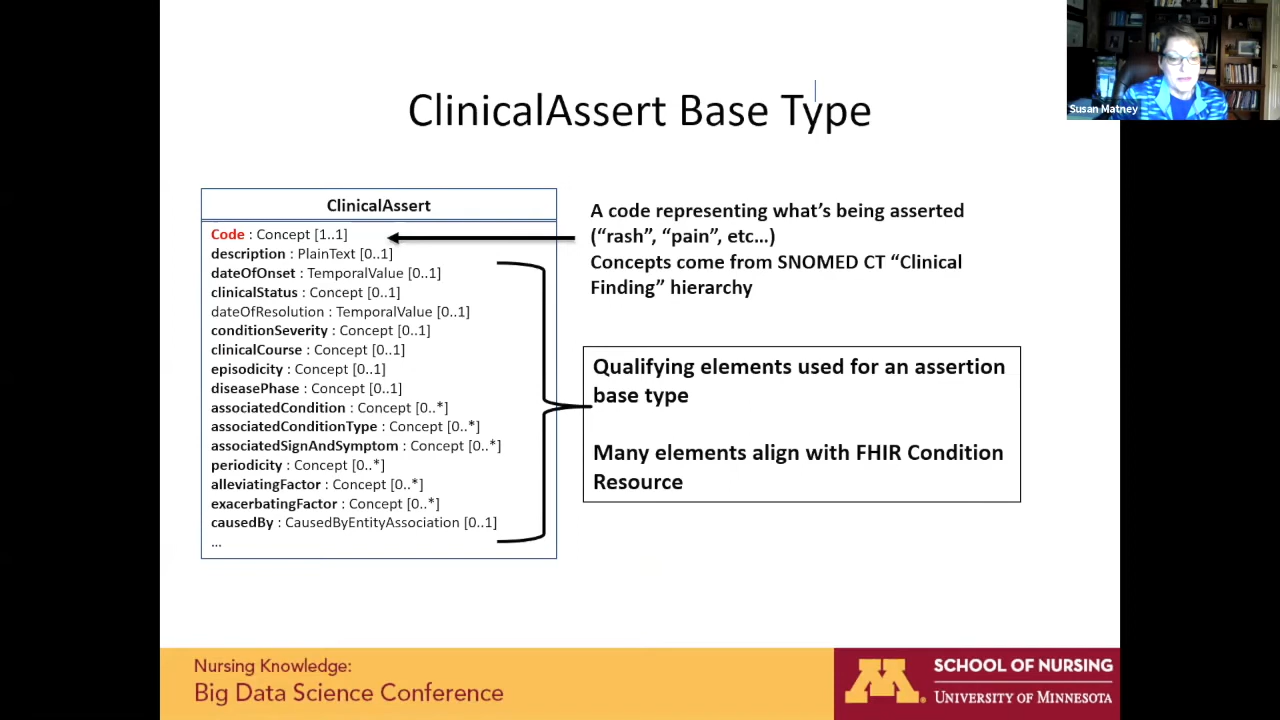 ClinicalAssert Base Type
Susan Matney
ClinicalAssert
Code : Concept [1..1]
description : PlainText [0..1]
dateOfOnset : TemporalValue [0..1]
clinicalStatus : Concept [0..1]
dateOfResolution : TemporalValue [0..1]
conditionSeverity : Concept [0..1]
clinicalCourse : Concept [0..1]
episodicity : Concept [0..1]
diseasePhase : Concept [0..1]
associatedCondition : Concept [0..*]
associatedConditionType : Concept [0..*]
associatedSignAndSymptom : Concept [0..*]
periodicity : Concept [0..*]
alleviatingFactor : Concept [0..*]
exacerbatingFactor : Concept [0..*]
causedBy : CausedByEntityAssociation [0..1]
...
A code representing what’s being asserted
(“rash”, “pain”, etc…)
Concepts come from SNOMED CT “Clinical
Finding” hierarchy
Qualifying elements used for an assertion
base type
Many elements align with FHIR Condition
Resource
Nursing Knowledge:
Big Data Science Conference
M
SCHOOL OF NURSING
UNIVERSITY OF MINNESOTA